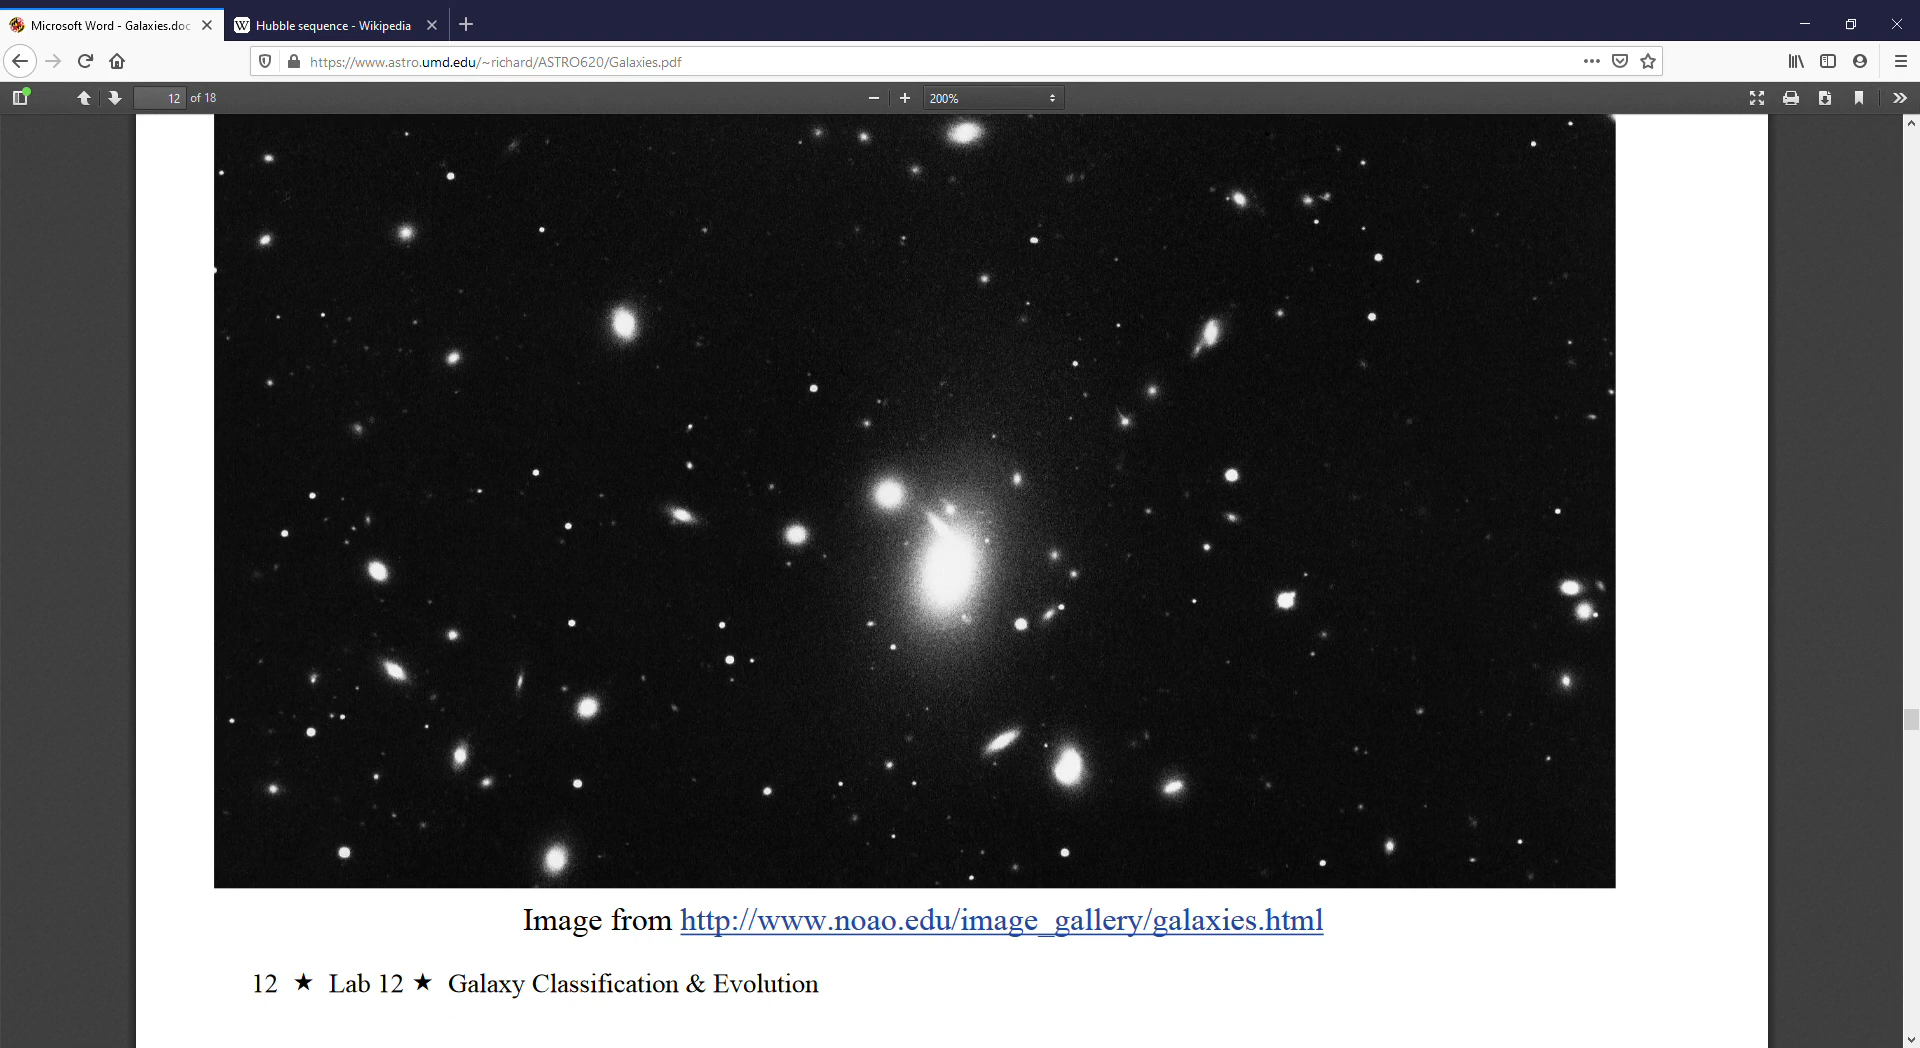 Microsoft Word - Galaxies.doc
Hubble sequence - Wikipedia
https://www.astro.umd.edu/~richard/ASTRO620/Galaxies.pdf
12 of 18
200%
Image from http://www.noao.edu/image_gallery/galaxies.html
12 ★ Lab 12 ★ Galaxy Classification & Evolution